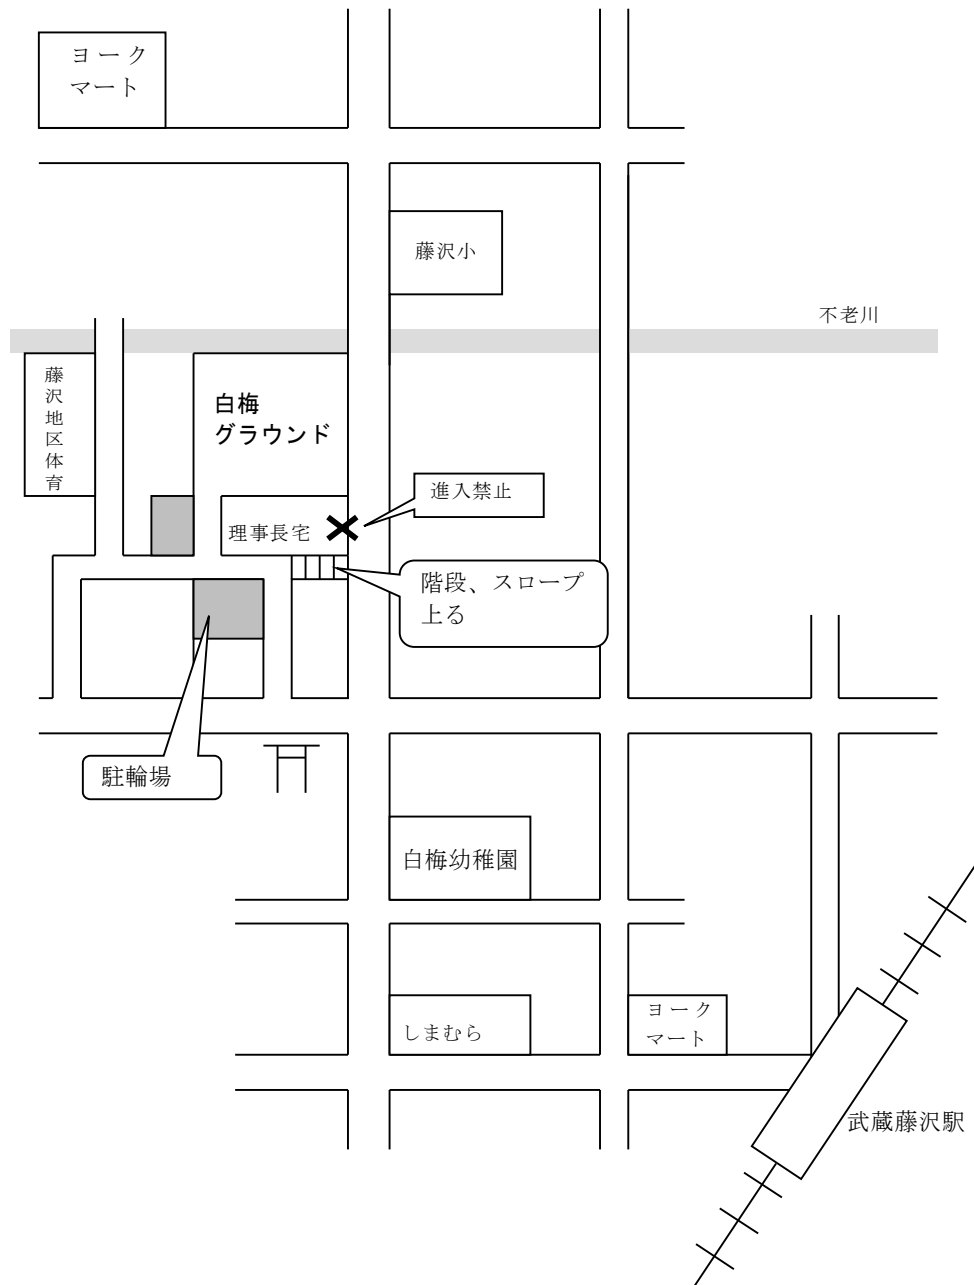 ヨーク
マート
藤沢小
不老川
藤沢地区体育
白梅
グラウンド
進入禁止
理事長宅
階段、スロープ
上る
駐輪場
白梅幼稚園
しまむら
ヨーク
マート
武蔵藤沢駅